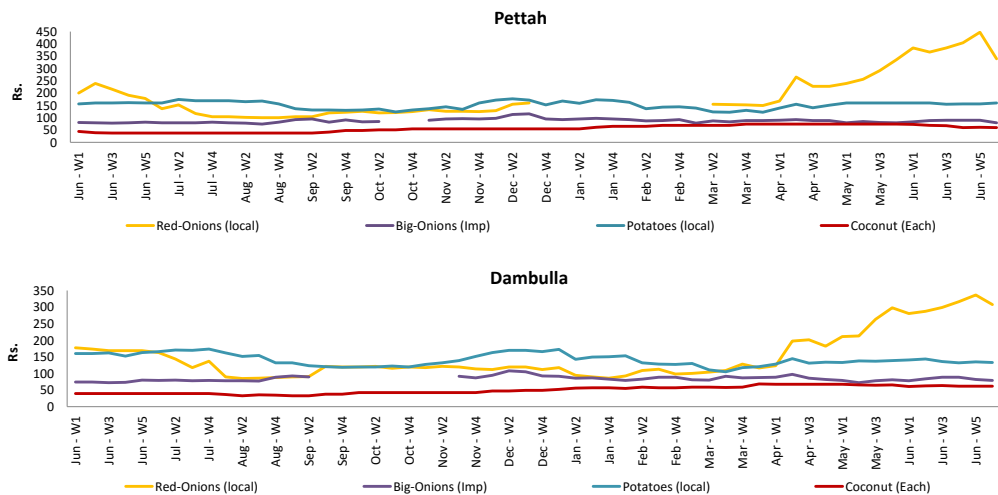 Pettah
Rs.
450
400
350
300
250
200
150
100
50
0
Jun - W1
Jun - W3
Jun - W5
Jul - W2
Jul - W4
Aug - W2
Aug - W4
Sep - W2
Sep - W4
Oct - W2
Oct - W4
Nov - W2
Nov - W4
Dec - W2
Dec - W4
Jan - W2
Jan - W4
Feb - W2
Feb - W4
Mar - W2
Mar - W4
Apr - W1
Apr - W3
May - W1
May - W3
Jun - W1
Jun - W3
Jun - W5
Red-Onions (local) Big-Onions (Imp) Potatoes (local) Coconut (Each)
Dambulla
Rs.
350
300
250
200
150
100
50
0
Jun - W1
Jun - W3
Jun - W5
Jul - W2
Jul - W4
Aug - W2
Aug - W4
Sep - W2
Sep - W4
Oct - W2
Oct - W4
Nov - W2
Nov - W4
Dec - W2
Dec - W4
Jan - W2
Jan - W4
Feb - W2
Feb - W4
Mar - W2
Mar - W4
Apr - W1
Apr - W3
May - W1
May - W3
Jun - W1
Jun - W3
Jun - W5
Red-Onions (local) Big-Onions (Imp) Potatoes (local) Coconut (Each)